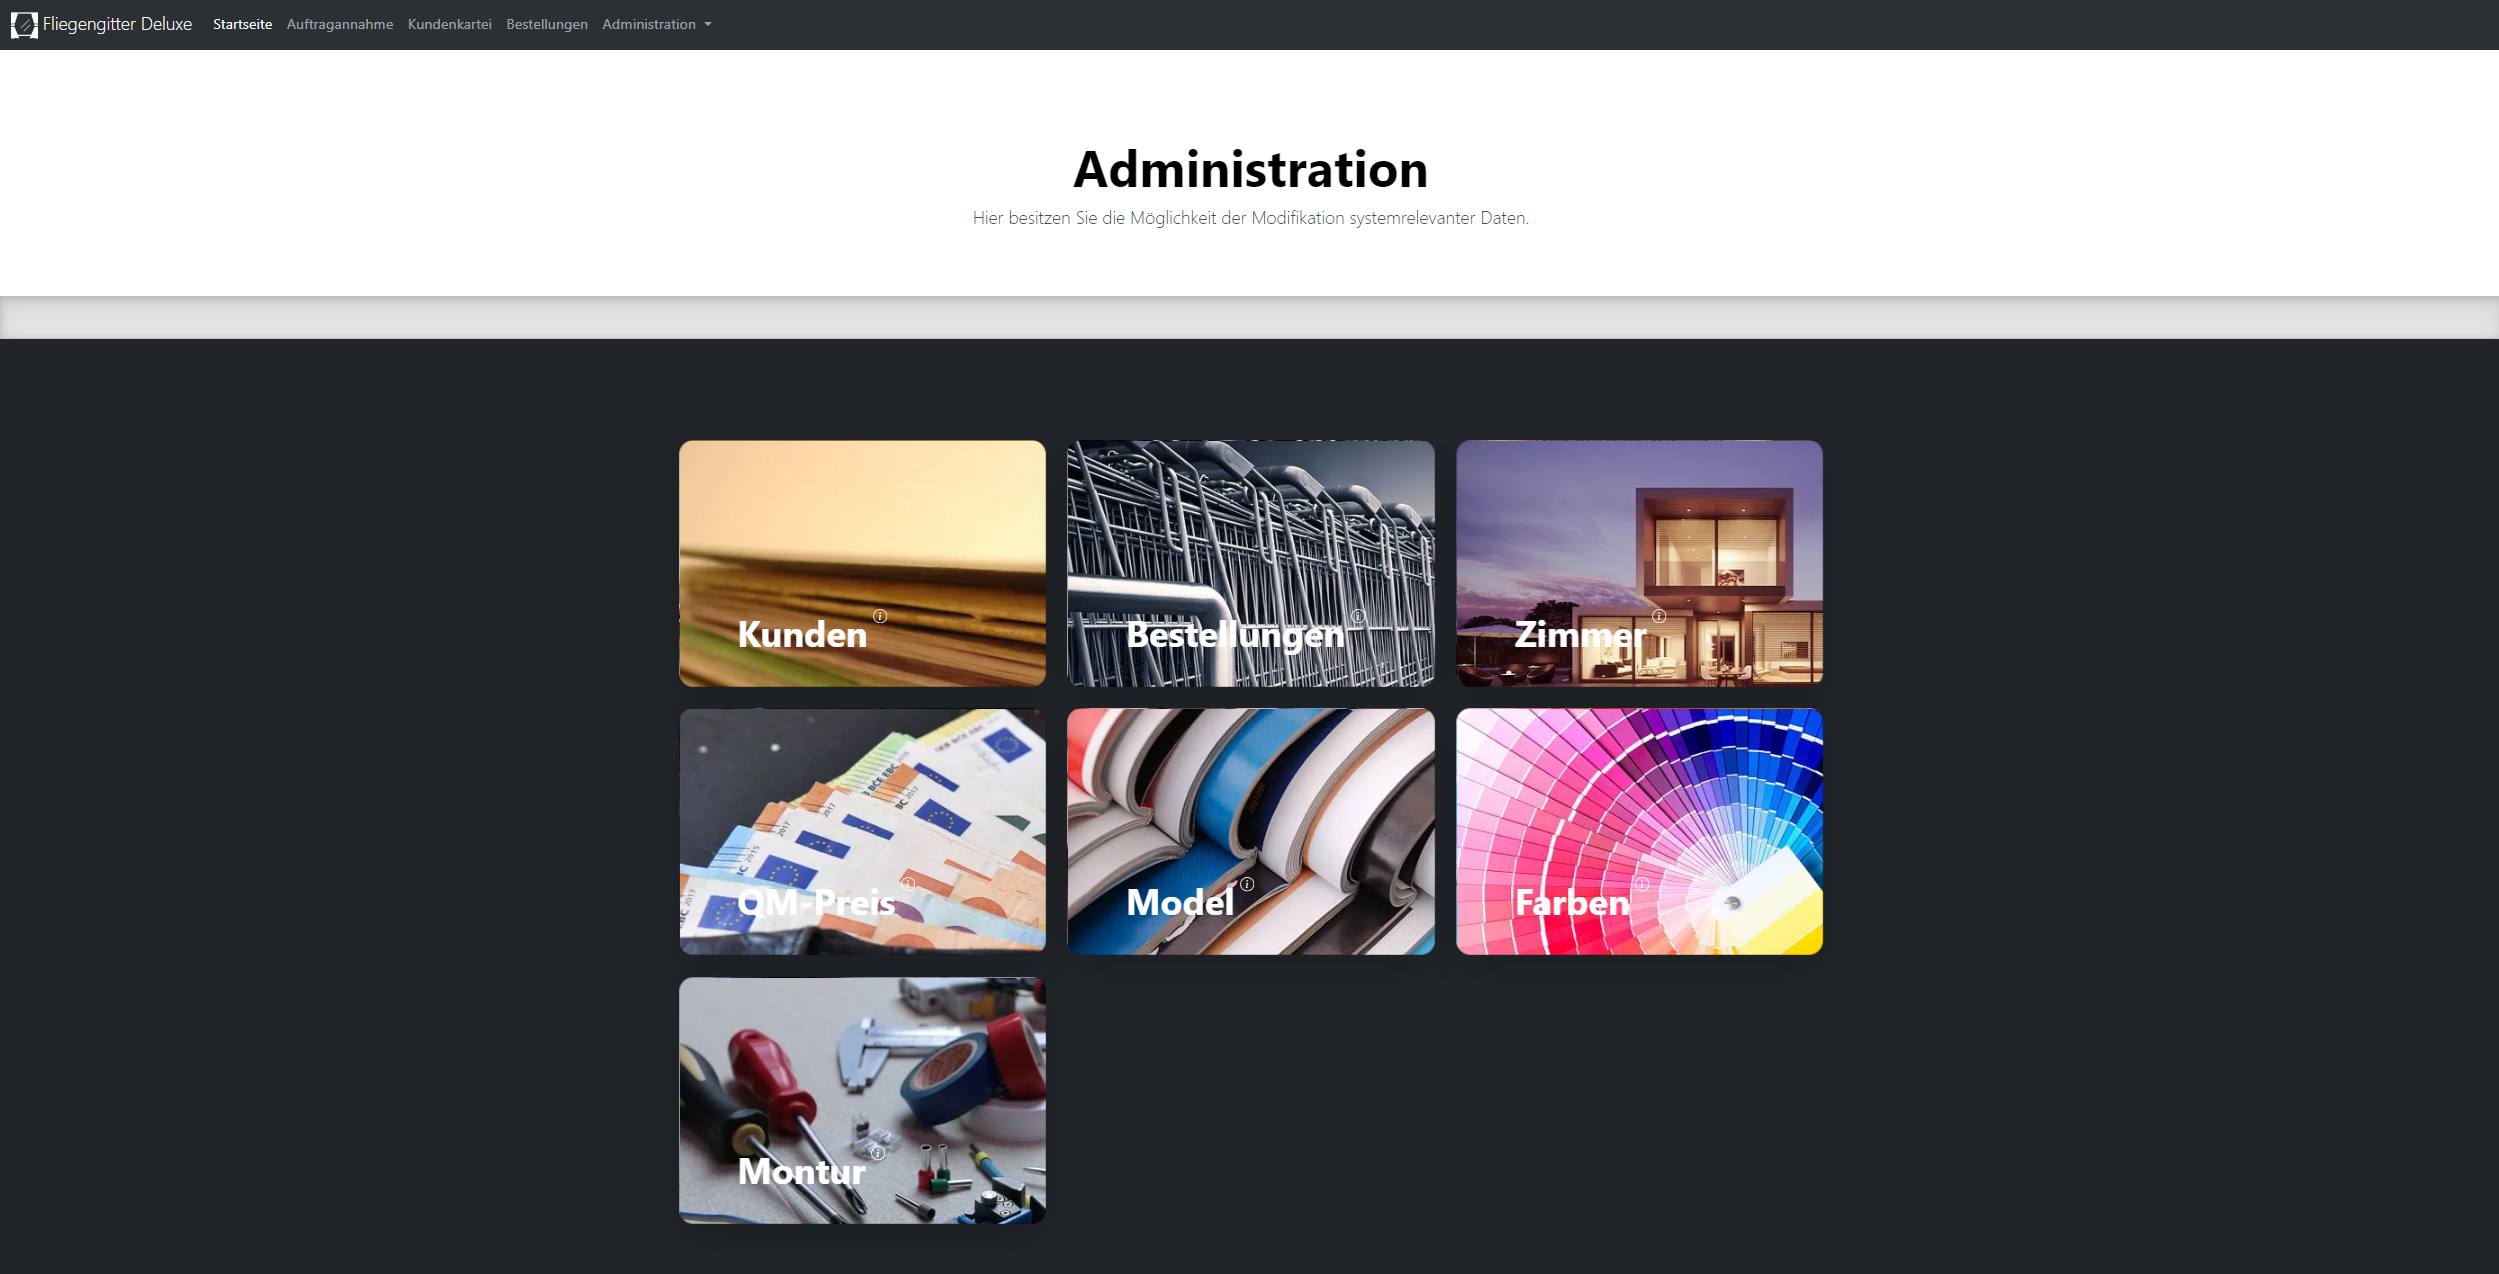 Fliegengitter Deluxe Startseite Auftragannahme Kundenkartei Bestellungen Administration
Administration
Hier besitzen Sie die Möglichkeit der Modifikation systemrelevanter Daten.
Kunden
Bestellungen
Zimmer
QM-Preis
Model
Farben
Montur